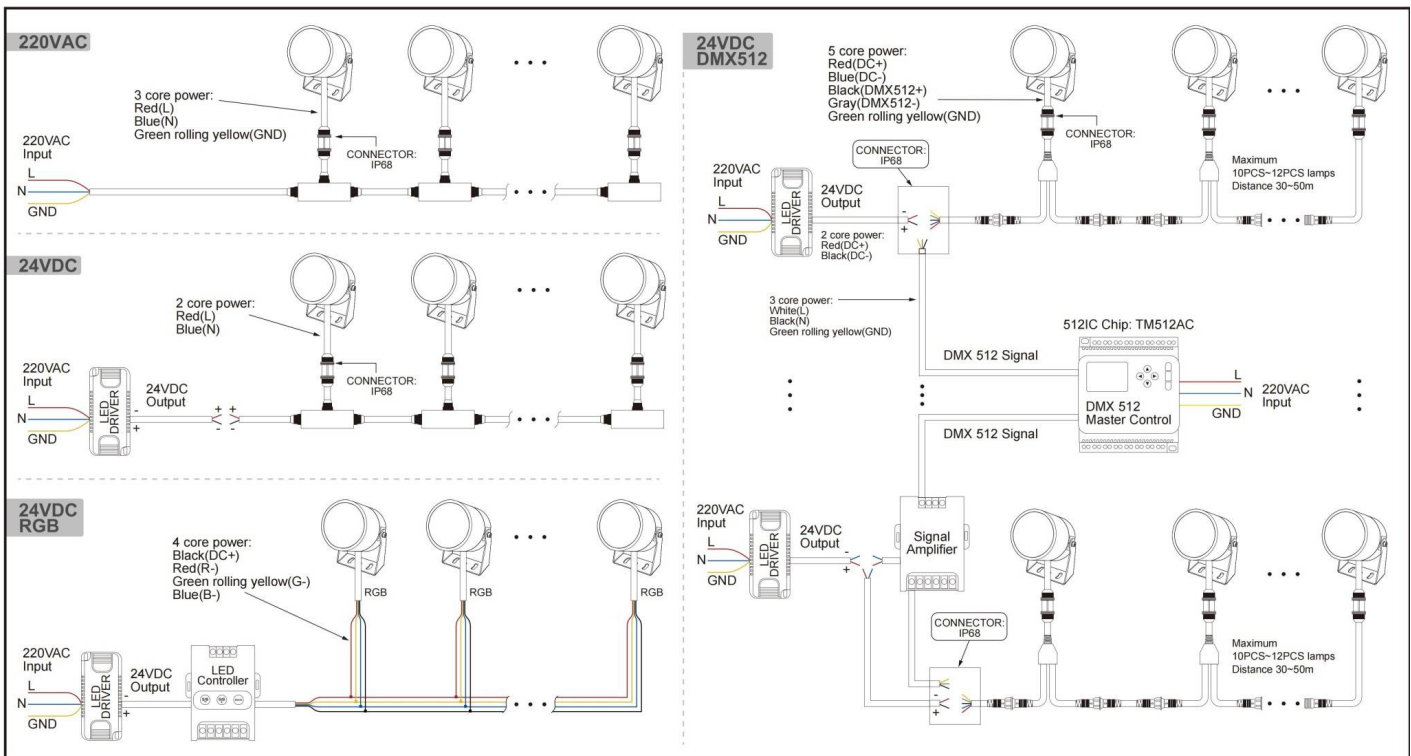 220VAC
3 core power:
Red(L)
Blue(N)
Green rolling yellow(GND)
CONNECTOR:
IP68
220VAC
Input
L
N
GND
24VDC
2 core power:
Red(L)
Blue(N)
CONNECTOR:
IP68
220VAC
Input
L
N
GND
LED
DRIVER
24VDC
Output
-
+
+ +
- -
24VDC
RGB
4 core power:
Black(DC+)
Red(R-)
Green rolling yellow(G-)
Blue(B-)
RGB
RGB
RGB
220VAC
Input
L
N
GND
LED
DRIVER
24VDC
Output
-
+
LED
Controller
24VDC
DMX512
5 core power:
Red(DC+)
Blue(DC-)
Black(DMX512+)
Gray(DMX512-)
Green rolling yellow(GND)
CONNECTOR:
IP68
CONNECTOR:
IP68
Maximum
10PCS~12PCS lamps
Distance 30~50m
220VAC
Input
L
N
GND
LED
DRIVER
24VDC
Output
-
+
2 core power:
Red(DC+)
Black(DC-)
3 core power:
White(L)
Black(N)
Green rolling yellow(GND)
DMX 512 Signal
512IC Chip: TM512AC
DMX 512
Master Control
L
N
GND
220VAC
Input
DMX 512 Signal
220VAC
Input
L
N
GND
LED
DRIVER
24VDC
Output
-
+
Signal
Amplifier
CONNECTOR:
IP68
-
+
Maximum
10PCS~12PCS lamps
Distance 30~50m